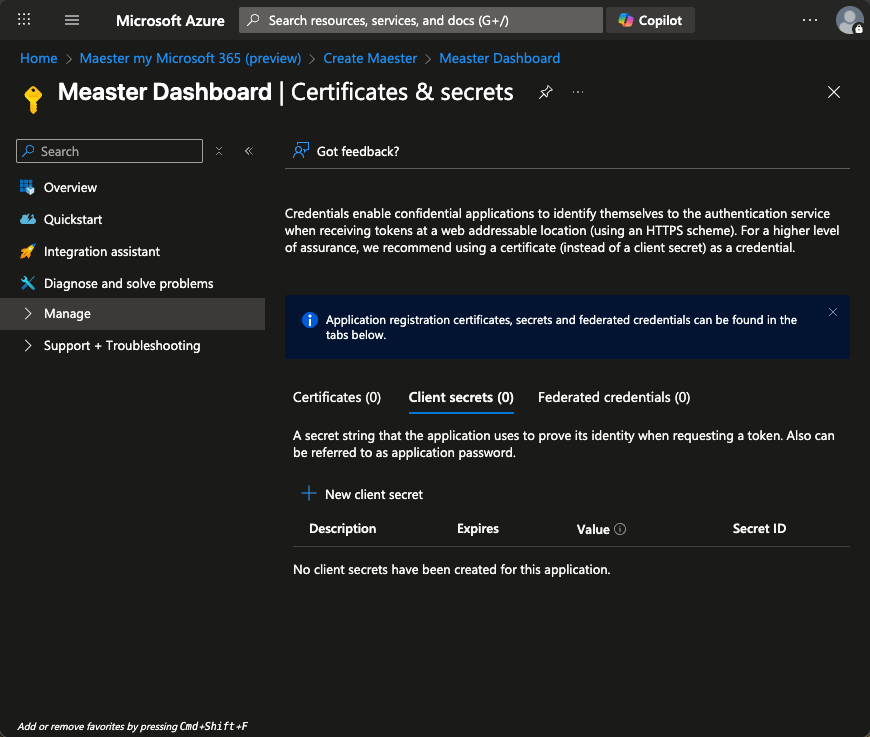 Microsoft Azure
Search resources, services, and docs (G+/)
Copilot
Home > Maester my Microsoft 365 (preview) > Create Maester > Measter Dashboard
Measter Dashboard | Certificates & secrets
Search
Got feedback?
Overview
Quickstart
Integration assistant
Diagnose and solve problems
Manage
Support + Troubleshooting
Credentials enable confidential applications to identify themselves to the authentication service
when receiving tokens at a web addressable location (using an HTTPS scheme). For a higher level
of assurance, we recommend using a certificate (instead of a client secret) as a credential.
Application registration certificates, secrets and federated credentials can be found in the
tabs below.
Certificates (0) Client secrets (0) Federated credentials (0)
A secret string that the application uses to prove its identity when requesting a token. Also can
be referred to as application password.
New client secret
Description Expires Value Secret ID
No client secrets have been created for this application.
Add or remove favorites by pressing Cmd+Shift+F